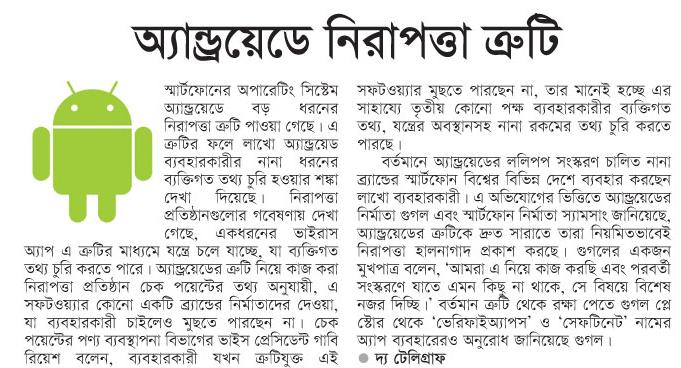 অ্যান্ড্রয়েডে নিরাপত্তা ত্রুটি
স্মার্টফোনের অপারেটিং সিস্টেম
অ্যান্ড্রয়েডে বড় ধরনের
নিরাপত্তা ত্রুটি পাওয়া গেছে। এ
ত্রুটির ফলে লাখো অ্যান্ড্রয়েড
ব্যবহারকারীর নানা ধরনের
ব্যক্তিগত তথ্য চুরি হওয়ার শঙ্কা
দেখা দিয়েছে। নিরাপত্তা
প্রতিষ্ঠানগুলোর গবেষণায় দেখা
গেছে, একধরনের ভাইরাস
অ্যাপ এ ত্রুটির মাধ্যমে যন্ত্রে চলে যাচ্ছে, যা ব্যক্তিগত
তথ্য চুরি করতে পারে। অ্যান্ড্রয়েডের ত্রুটি নিয়ে কাজ করা
নিরাপত্তা প্রতিষ্ঠান চেক পয়েন্টের তথ্য অনুযায়ী, এ
সফটওয়্যার কোনো একটি ব্র্যান্ডের নির্মাতাদের দেওয়া,
যা ব্যবহারকারী চাইলেও মুছতে পারছেন না। চেক
পয়েন্টের পণ্য ব্যবস্থাপনা বিভাগের ভাইস প্রেসিডেন্ট গাবি
রিয়েশ বলেন, ব্যবহারকারী যখন ত্রুটিযুক্ত এই
সফটওয়্যার মুছতে পারছেন না, তার মানেই হচ্ছে এর
সাহায্যে তৃতীয় কোনো পক্ষ ব্যবহারকারীর ব্যক্তিগত
তথ্য, যন্ত্রের অবস্থানসহ নানা রকমের তথ্য চুরি করতে
পারছে।
বর্তমানে অ্যান্ড্রয়েডের ললিপপ সংস্করণ চালিত নানা
ব্র্যান্ডের স্মার্টফোন বিশ্বের বিভিন্ন দেশে ব্যবহার করছেন
লাখো ব্যবহারকারী। এ অভিযোগের ভিত্তিতে অ্যান্ড্রয়েডের
নির্মাতা গুগল এবং স্মার্টফোন নির্মাতা স্যামসাং জানিয়েছে,
অ্যান্ড্রয়েডের ত্রুটিকে দ্রুত সারাতে তারা নিয়মিতভাবেই
নিরাপত্তা হালনাগাদ প্রকাশ করছে। গুগলের একজন
মুখপাত্র বলেন, ‘আমরা এ নিয়ে কাজ করছি এবং পরবর্তী
সংস্করণে যাতে এমন কিছু না থাকে, সে বিষয়ে বিশেষ
নজর দিচ্ছি।’ বর্তমান ত্রুটি থেকে রক্ষা পেতে গুগল প্লে
স্টোর থেকে ‘ভেরিফাইঅ্যাপস’ ও ‘সেফটিনেট’ নামের
অ্যাপ ব্যবহারেরও অনুরোধ জানিয়েছে গুগল।
● দ্য টেলিগ্রাফ